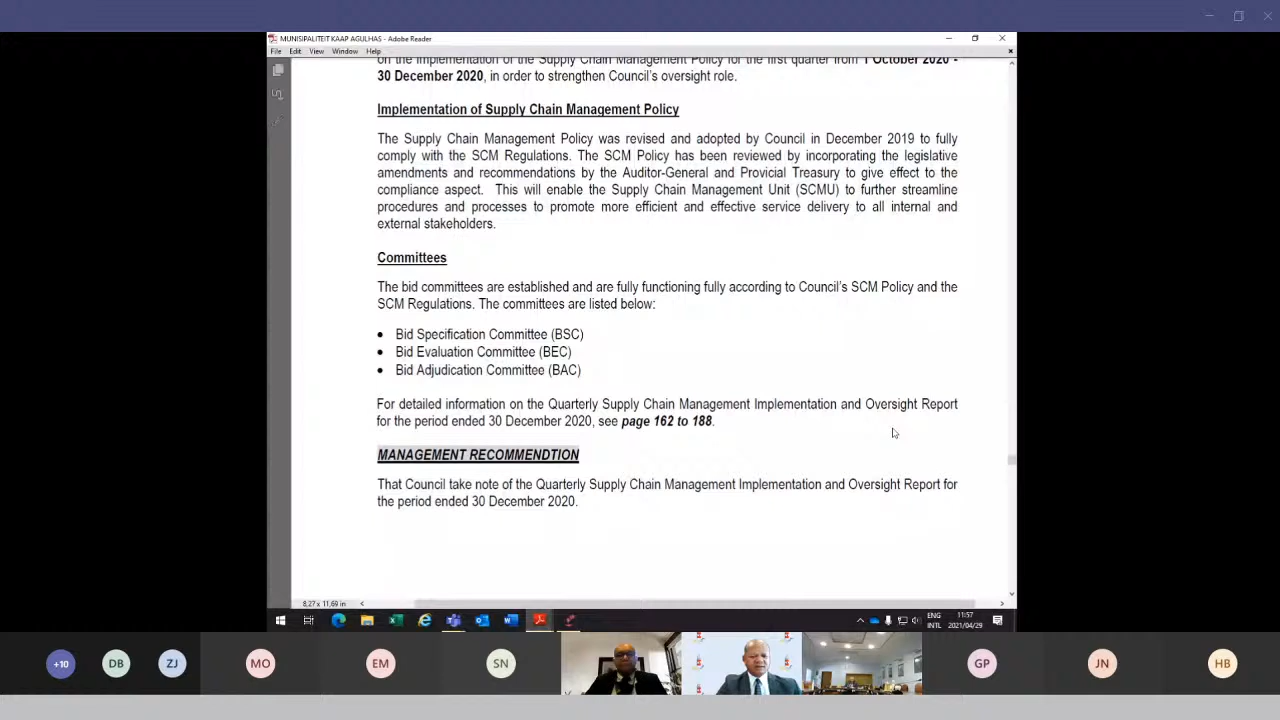 MUNISIPALITEIT KAAP AGULHAS - Adobe Reader
File Edit View Window Help
on the implementation of the Supply Chain Management Policy for the first quarter from 1 October 2020 -
30 December 2020, in order to strengthen Council's oversight role.
Implementation of Supply Chain Management Policy
The Supply Chain Management Policy was revised and adopted by Council in December 2019 to fully
comply with the SCM Regulations. The SCM Policy has been reviewed by incorporating the legislative
amendments and recommendations by the Auditor-General and Provicial Treasury to give effect to the
compliance aspect. This will enable the Supply Chain Management Unit (SCMU) to further streamline
procedures and processes to promote more efficient and effective service delivery to all internal and
external stakeholders.
Committees
The bid committees are established and are fully functioning fully according to Council's SCM Policy and the
SCM Regulations. The committees are listed below:
• Bid Specification Committee (BSC)
• Bid Evaluation Committee (BEC)
• Bid Adjudication Committee (BAC)
For detailed information on the Quarterly Supply Chain Management Implementation and Oversight Report
for the period ended 30 December 2020, see page 162 to 188.
MANAGEMENT RECOMMENDTION
That Council take note of the Quarterly Supply Chain Management Implementation and Oversight Report for
the period ended 30 December 2020.
8,27 x 11,69 in
ENG 11:57
INTL 2021/04/29
+10 DB ZJ MO EM SN GP JN HB